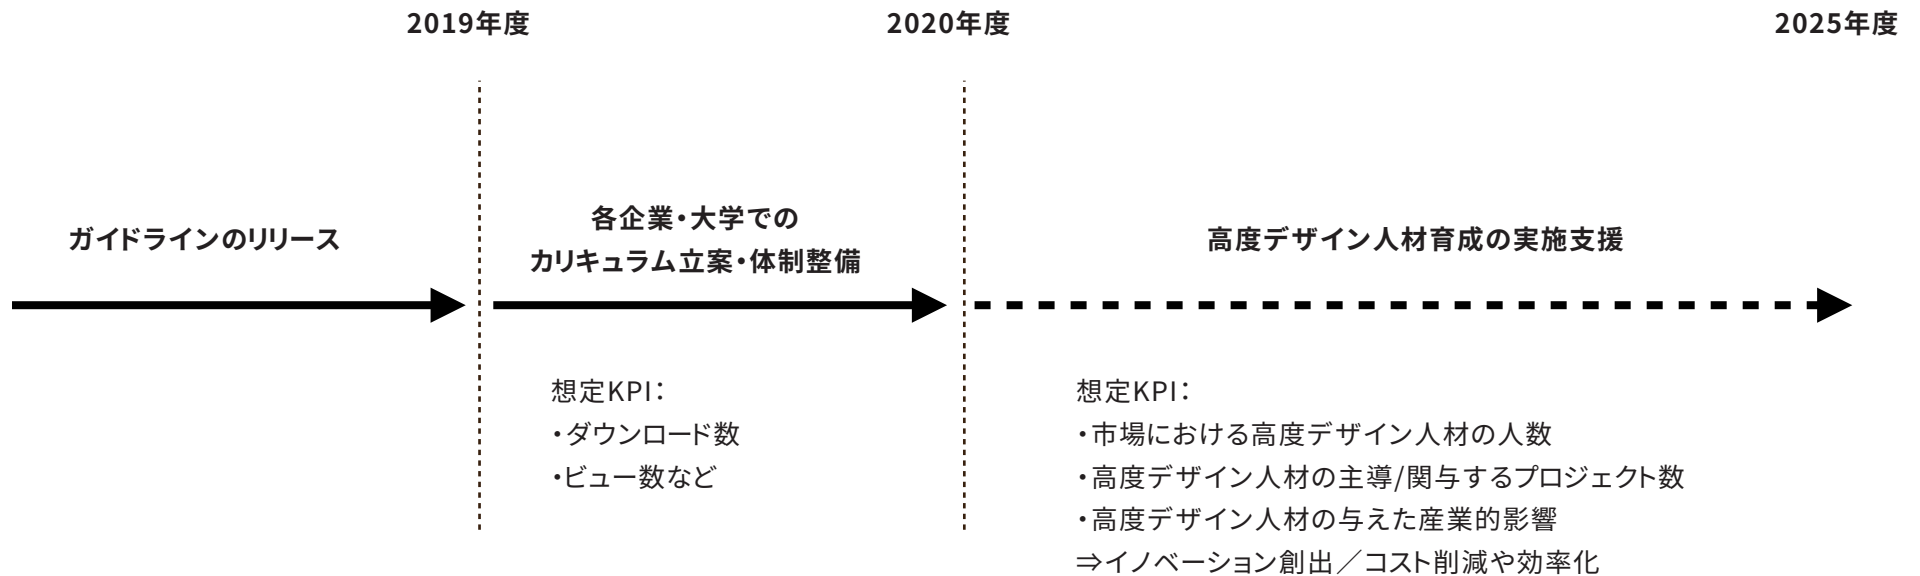 2019年度
2020年度
2025年度
ガイドラインのリリース
各企業・大学での
カリキュラム立案・体制整備
高度デザイン人材育成の実施支援
想定KPI：
・ダウンロード数
・ビュー数など
想定KPI：
・市場における高度デザイン人材の人数
・高度デザイン人材の主導/関与するプロジェクト数
・高度デザイン人材の与えた産業的影響
⇒イノベーション創出／コスト削減や効率化